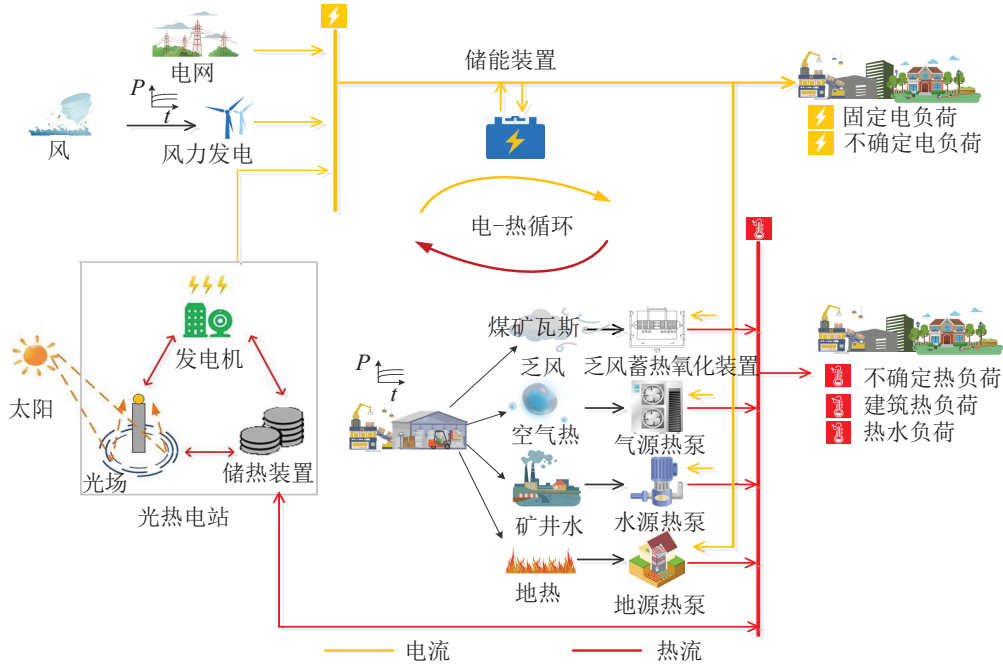 电网
P
t
风
风力发电
储能装置
固定电负荷
不确定电负荷
电-热循环
发电机
太阳
光场
储热装置
光热电站
P
t
煤矿瓦斯
乏风
乏风蓄热氧化装置
空气热
气源热泵
矿井水
水源热泵
地热
地源热泵
不确定热负荷
建筑热负荷
热水负荷
电流
热流